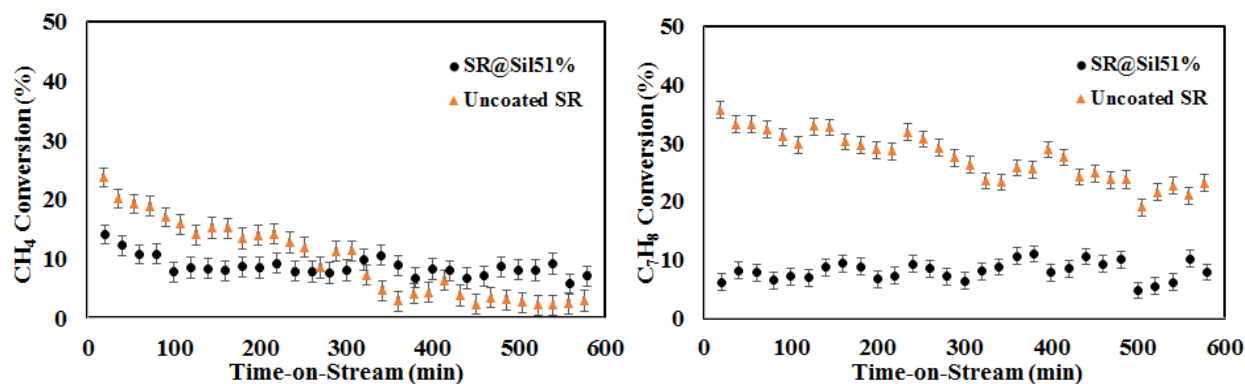 CH4 Conversion (%)
50
40
30
20
10
0
SR@Sil51%
Uncoated SR
0 100 200 300 400 500 600
Time-on-Stream (min)
C7H8 Conversion (%)
50
40
30
20
10
0
SR@Sil51%
Uncoated SR
0 100 200 300 400 500 600
Time-on-Stream (min)